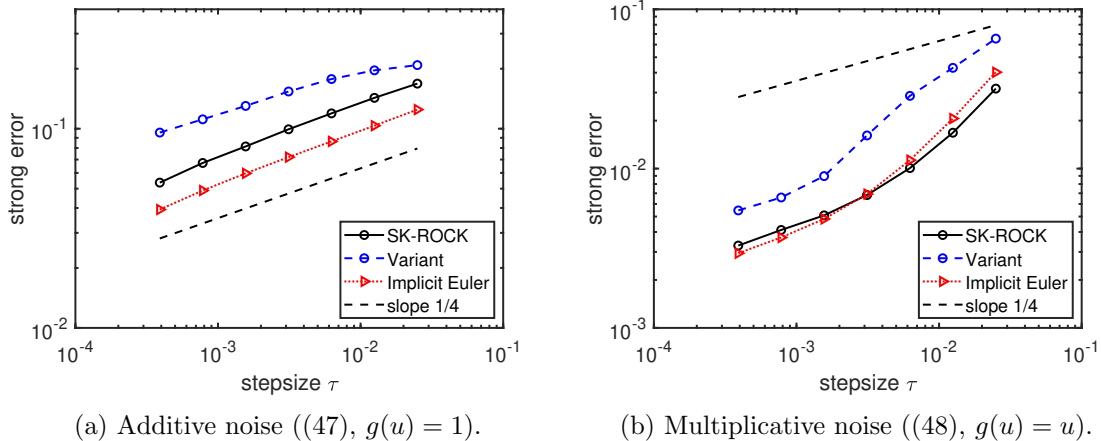 strong error
10^{-1}
10^{-2}
10^{-4}
10^{-3}
10^{-2}
10^{-1}
stepsize τ
SK-ROCK
Variant
Implicit Euler
slope 1/4
(a) Additive noise ((47), g(u) = 1).
strong error
10^{-1}
10^{-2}
10^{-3}
10^{-4}
10^{-3}
10^{-2}
10^{-1}
stepsize τ
SK-ROCK
Variant
Implicit Euler
slope 1/4
(b) Multiplicative noise ((48), g(u) = u).